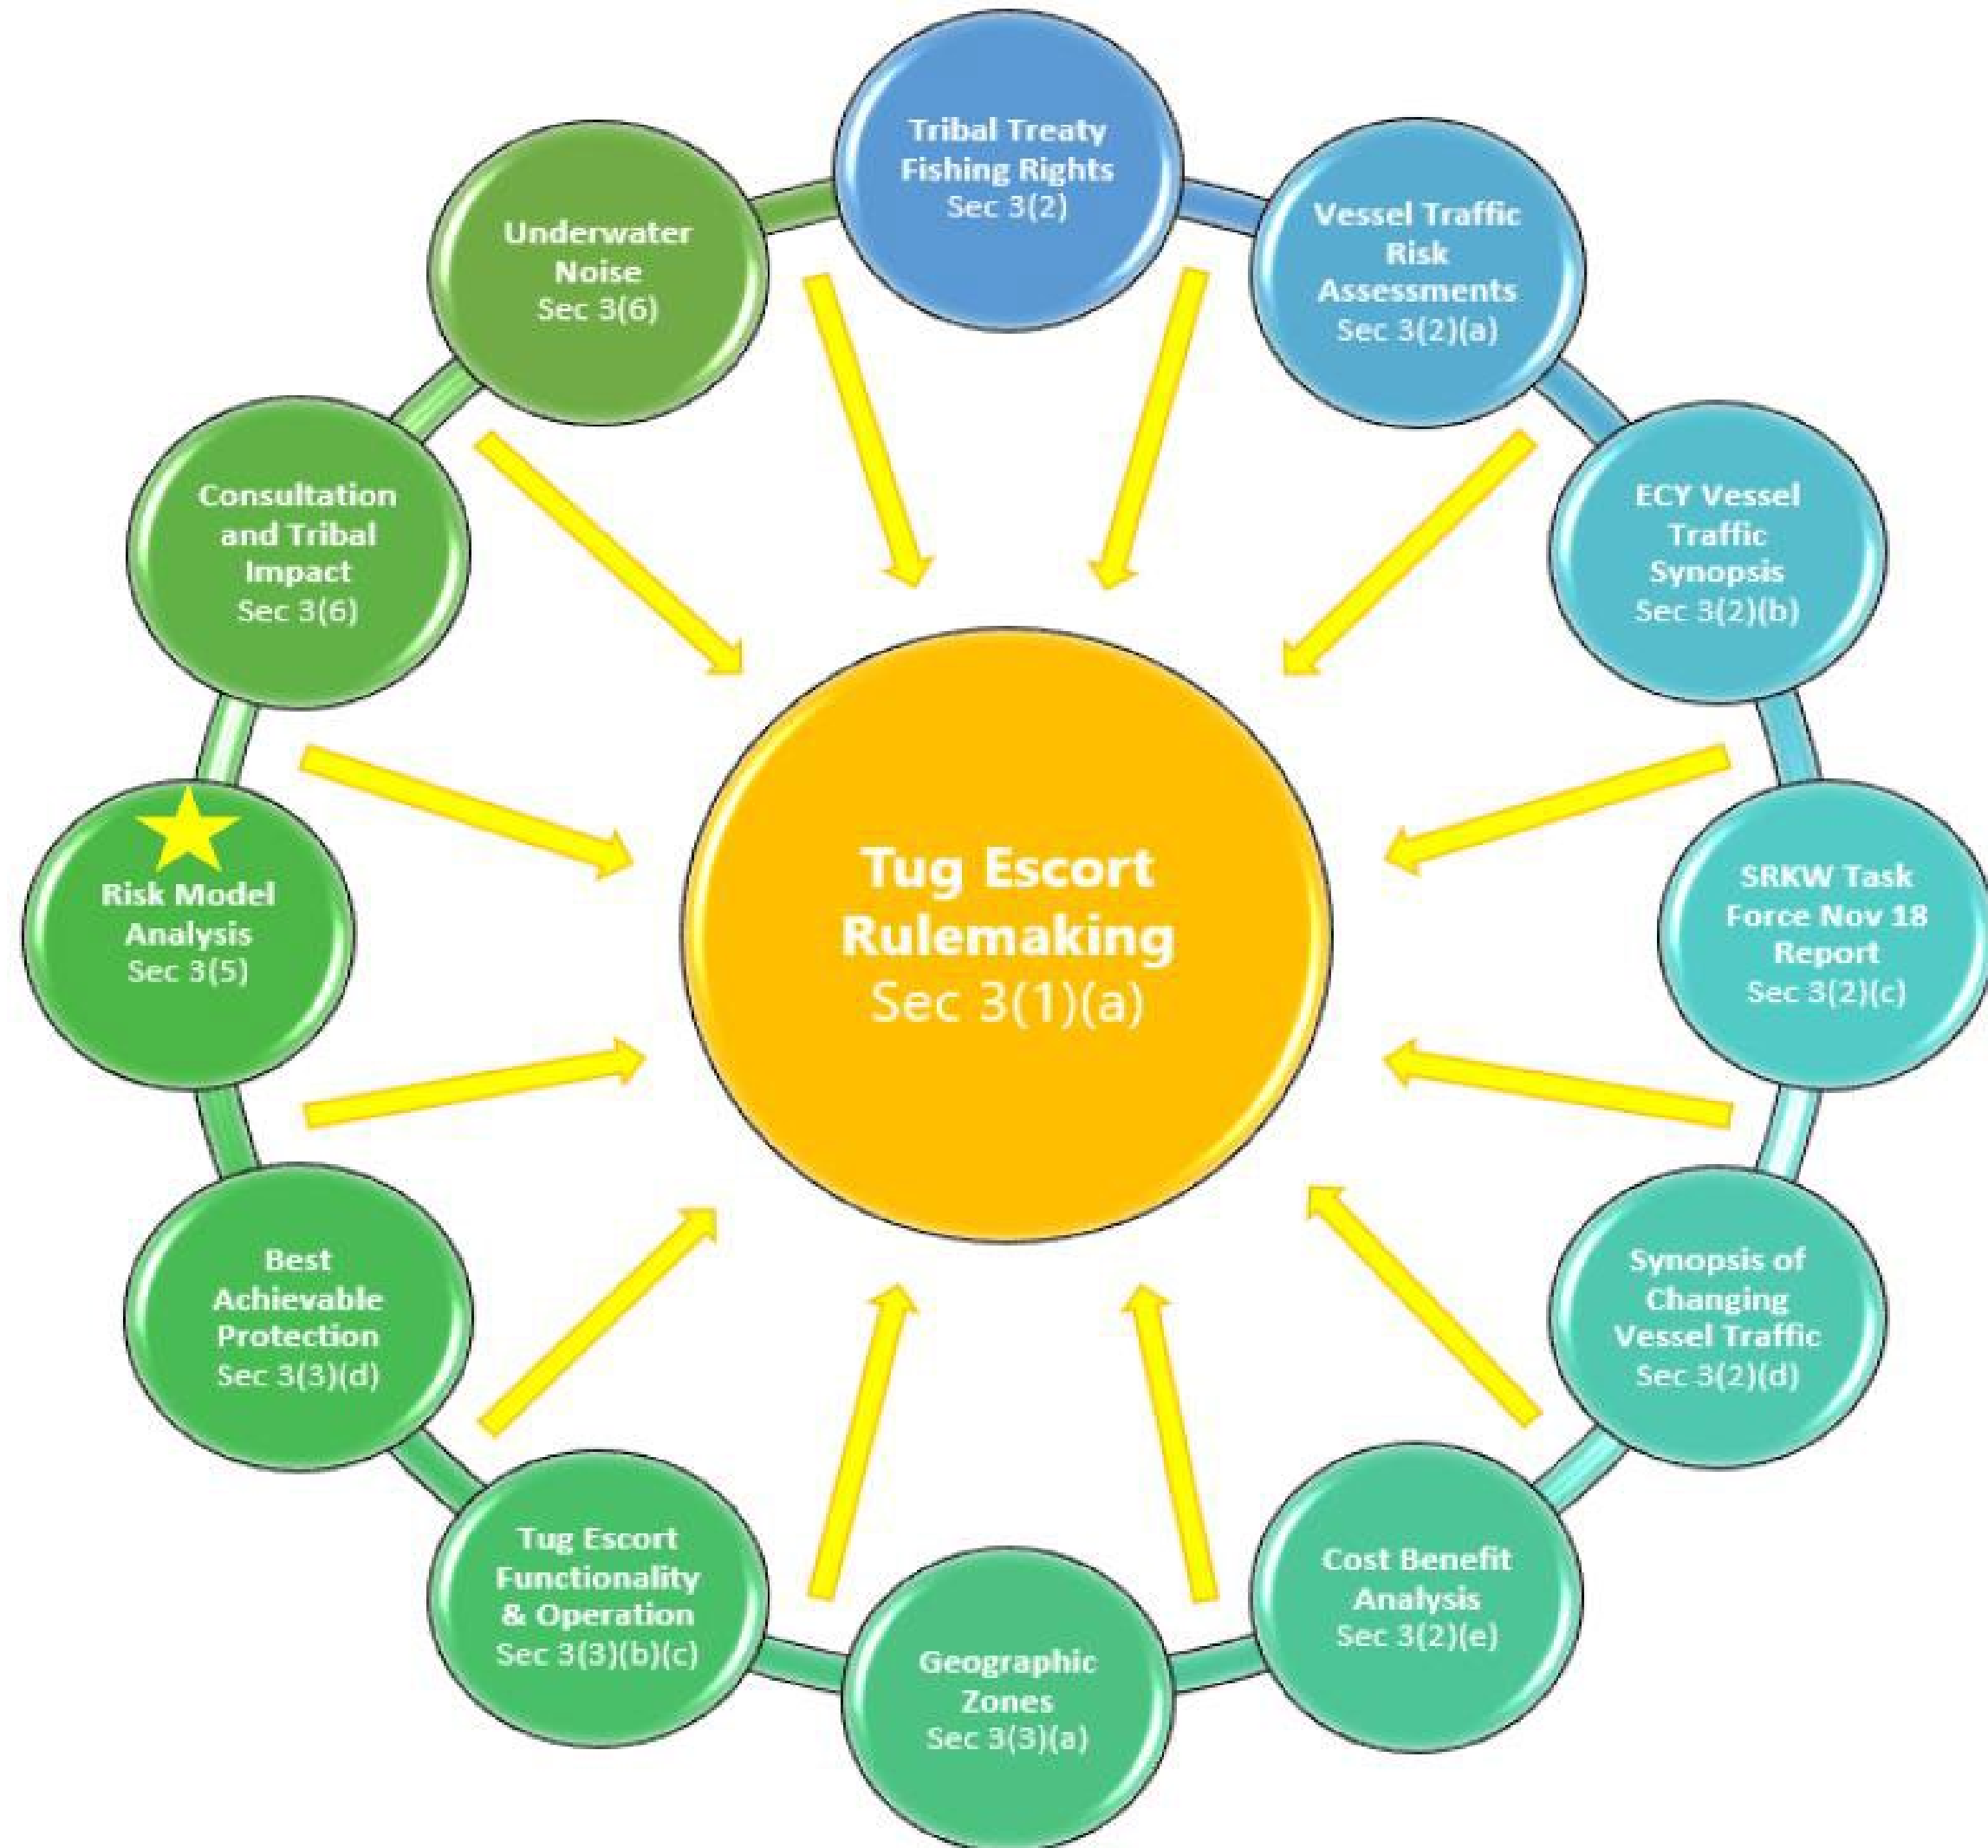 Tribal Treaty
Fishing Rights
Sec 3(2)
Vessel Traffic
Risk
Assessments
Sec 3(2)(a)
ECY Vessel
Traffic
Synopsis
Sec 3(2)(b)
SRKW Task
Force Nov 18
Report
Sec 3(2)(c)
Synopsis of
Changing
Vessel Traffic
Sec 3(2)(d)
Cost Benefit
Analysis
Sec 3(2)(e)
Geographic
Zones
Sec 3(3)(a)
Tug Escort
Functionality
& Operation
Sec 3(3)(b)(c)
Best
Achievable
Protection
Sec 3(3)(d)
Risk Model
Analysis
Sec 3(5)
Consultation
and Tribal
Impact
Sec 3(6)
Underwater
Noise
Sec 3(6)
Tug Escort
Rulemaking
Sec 3(1)(a)